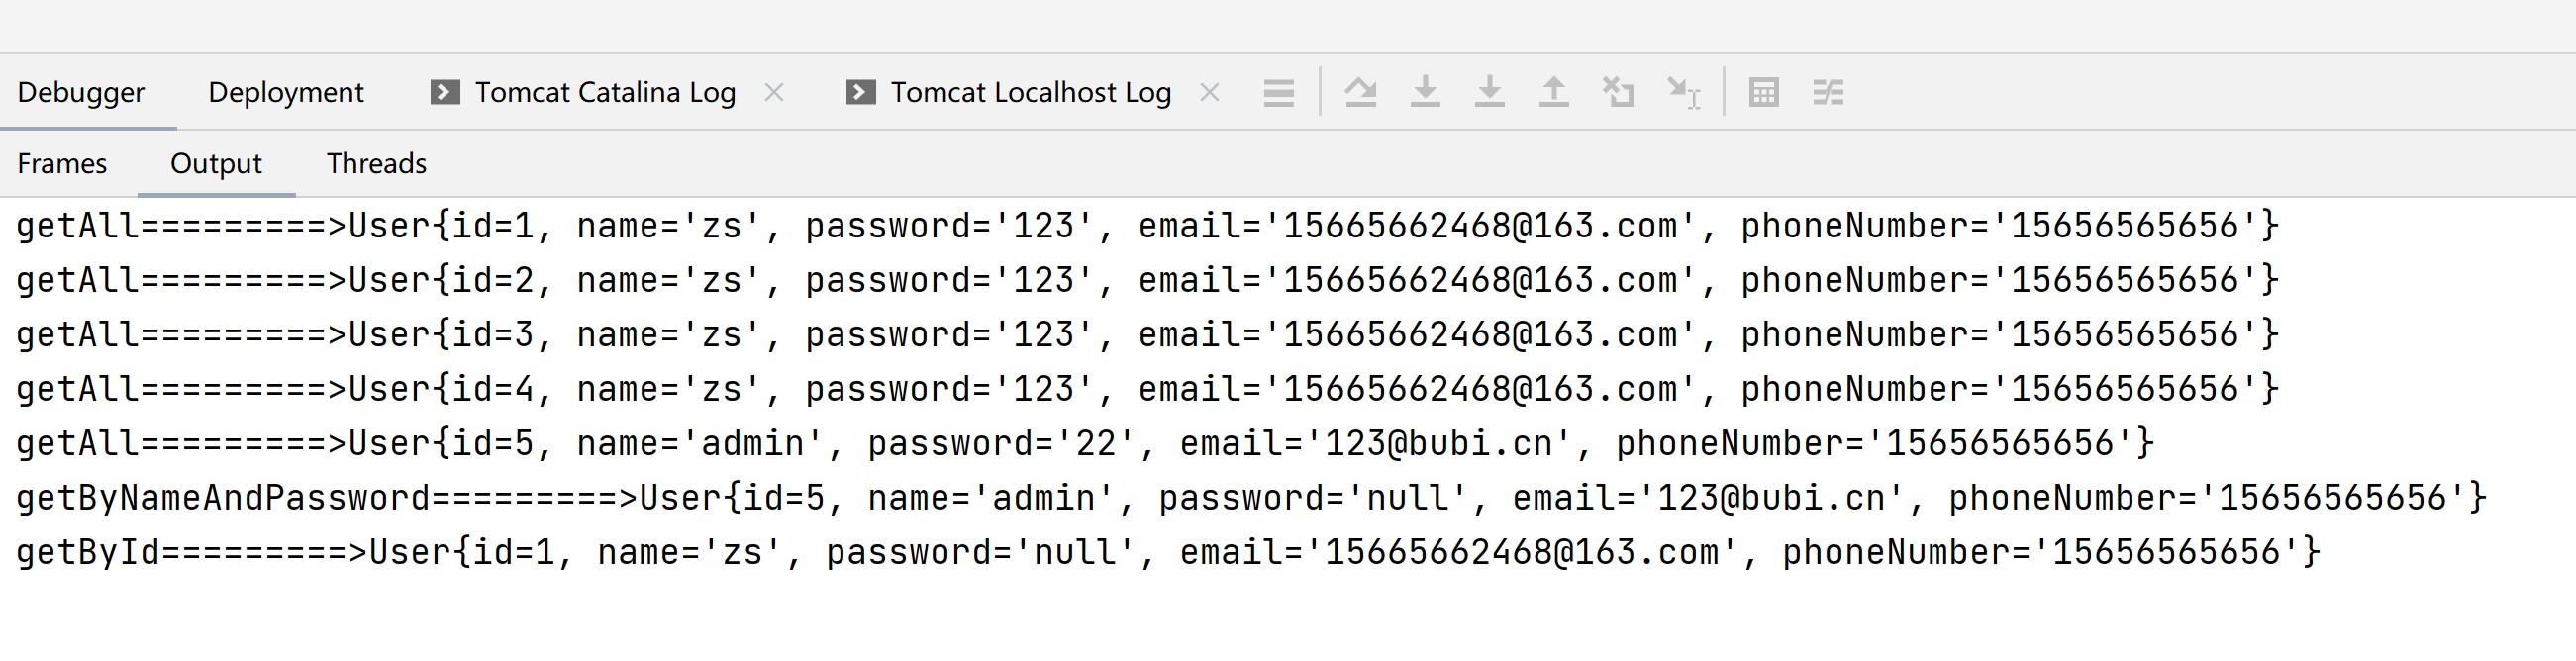 Debugger Deployment Tomcat Catalina Log Tomcat Localhost Log
Frames Output Threads
getAll=========>User{id=1, name='zs', password='123', email='15665662468@163.com', phoneNumber='15656565656'}
getAll=========>User{id=2, name='zs', password='123', email='15665662468@163.com', phoneNumber='15656565656'}
getAll=========>User{id=3, name='zs', password='123', email='15665662468@163.com', phoneNumber='15656565656'}
getAll=========>User{id=4, name='zs', password='123', email='15665662468@163.com', phoneNumber='15656565656'}
getAll=========>User{id=5, name='admin', password='22', email='123@bubi.cn', phoneNumber='15656565656'}
getByNameAndPassword=========>User{id=5, name='admin', password='null', email='123@bubi.cn', phoneNumber='15656565656'}
getById=========>User{id=1, name='zs', password='null', email='15665662468@163.com', phoneNumber='15656565656'}